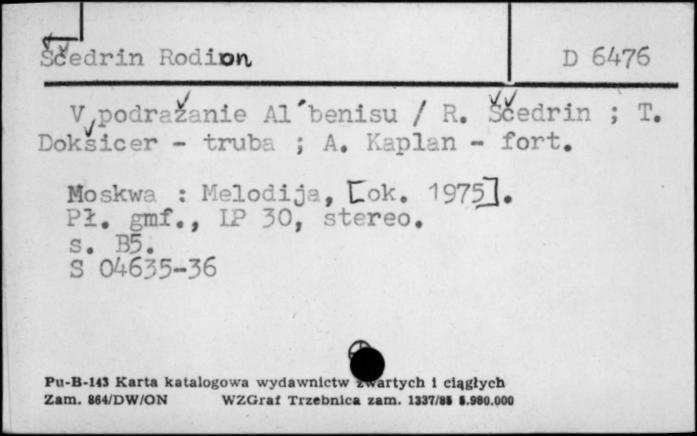 Ščedrin Rodion
D 6476
V podražanie Al´benisu / R. Ščedrin ; T.
Dokšicer - truba ; A. Kaplan - fort.
Moskwa : Melodija, [ok. 1975].
Pł. gmf., LP 30, stereo.
s. B5.
S 04635-36
Pu-B-143 Karta katalogowa wydawnictw zwartych i ciągłych
Zam. 864/DW/ON WZGraf Trzebnica zam. 1337/85 5.980.000